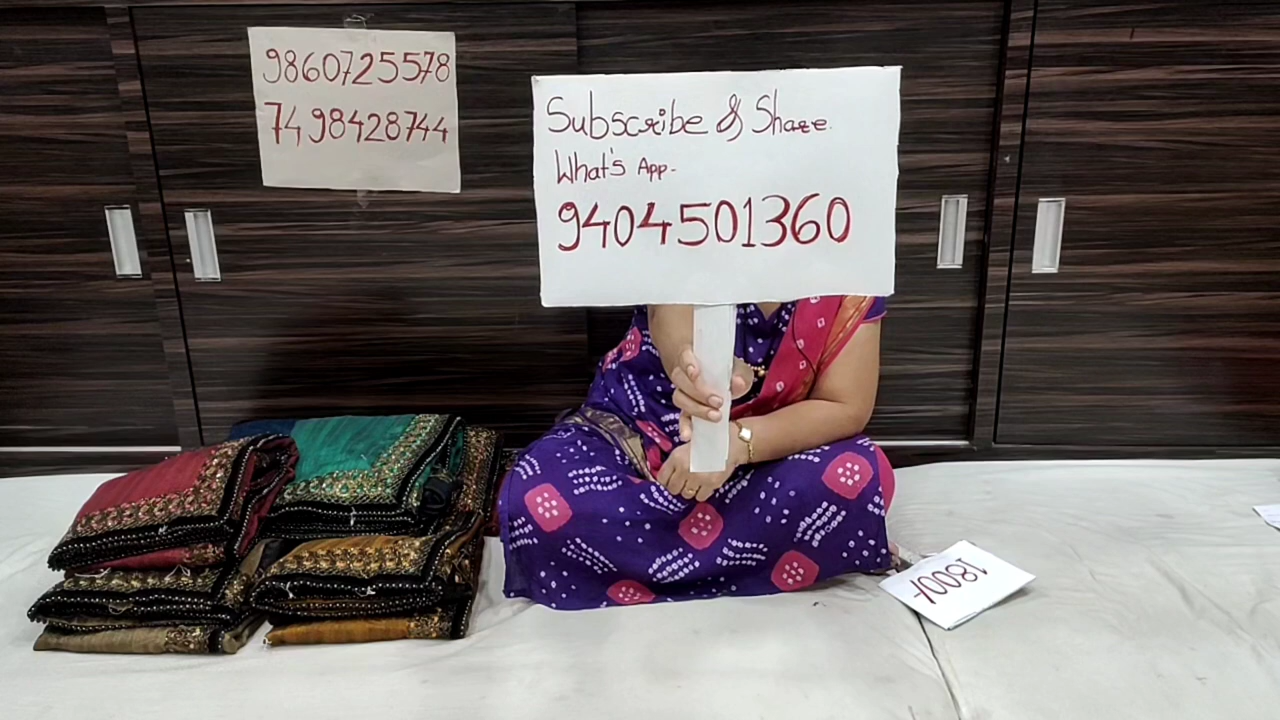 9860725578
7498428744
Subscribe & Share.
What's App-
9404501360
1800/-